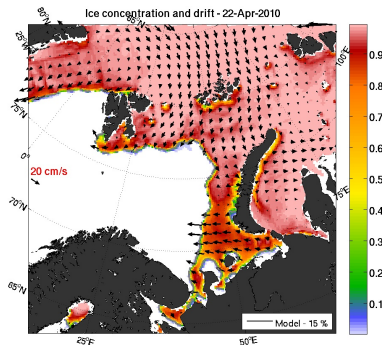 Ice concentration and drift - 22-Apr-2010
80°N
85°N
25°W
100°E
75°N
0°
20 cm/s
70°N
75°E
65°N
25°E
50°E
Model - 15 %
0.9
0.8
0.7
0.6
0.5
0.4
0.3
0.2
0.1